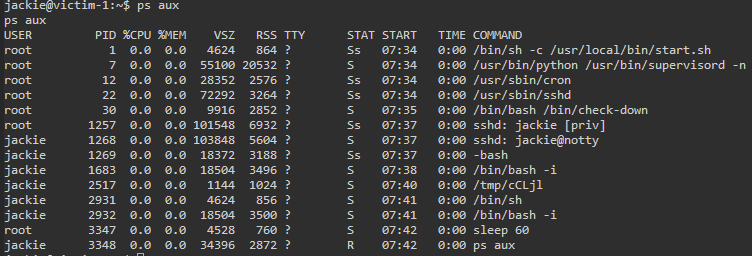 jackie@victim-1:~$ ps aux
ps aux
USER       PID %CPU %MEM    VSZ   RSS TTY      STAT START   TIME COMMAND
root         1  0.0  0.0   4624   864 ?        Ss   07:34   0:00 /bin/sh -c /usr/local/bin/start.sh
root         7  0.0  0.0  55100 20532 ?        S    07:34   0:00 /usr/bin/python /usr/bin/supervisord -n
root        12  0.0  0.0  28352  2576 ?        Ss   07:34   0:00 /usr/sbin/cron
root        22  0.0  0.0  72292  3264 ?        Ss   07:34   0:00 /usr/sbin/sshd
root        30  0.0  0.0   9916  2852 ?        S    07:35   0:00 /bin/bash /bin/check-down
root      1257  0.0  0.0 101548  6932 ?        Ss   07:37   0:00 sshd: jackie [priv]
jackie    1268  0.0  0.0 103848  5604 ?        S    07:37   0:00 sshd: jackie@notty
jackie    1269  0.0  0.0  18372  3188 ?        Ss   07:37   0:00 -bash
jackie    1683  0.0  0.0  18504  3496 ?        S    07:38   0:00 /bin/bash -i
jackie    2517  0.0  0.0   1144  1024 ?        S    07:40   0:00 /tmp/cCLjl
jackie    2931  0.0  0.0   4624   856 ?        S    07:41   0:00 /bin/sh
jackie    2932  0.0  0.0  18504  3500 ?        S    07:41   0:00 /bin/bash -i
root      3347  0.0  0.0   4528   760 ?        S    07:42   0:00 sleep 60
jackie    3348  0.0  0.0  34396  2872 ?        R    07:42   0:00 ps aux